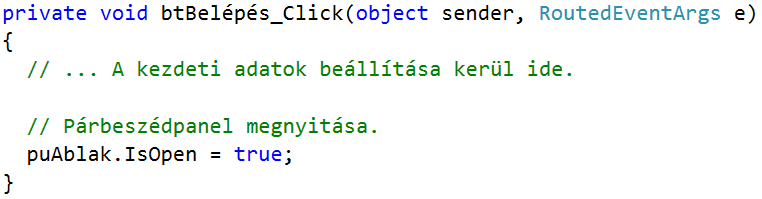 private void btBelépés_Click(object sender, RoutedEventArgs e)
{
  // ... A kezdeti adatok beállítása kerül ide.

  // Párbeszédpanel megnyitása.
  puAblak.IsOpen = true;
}